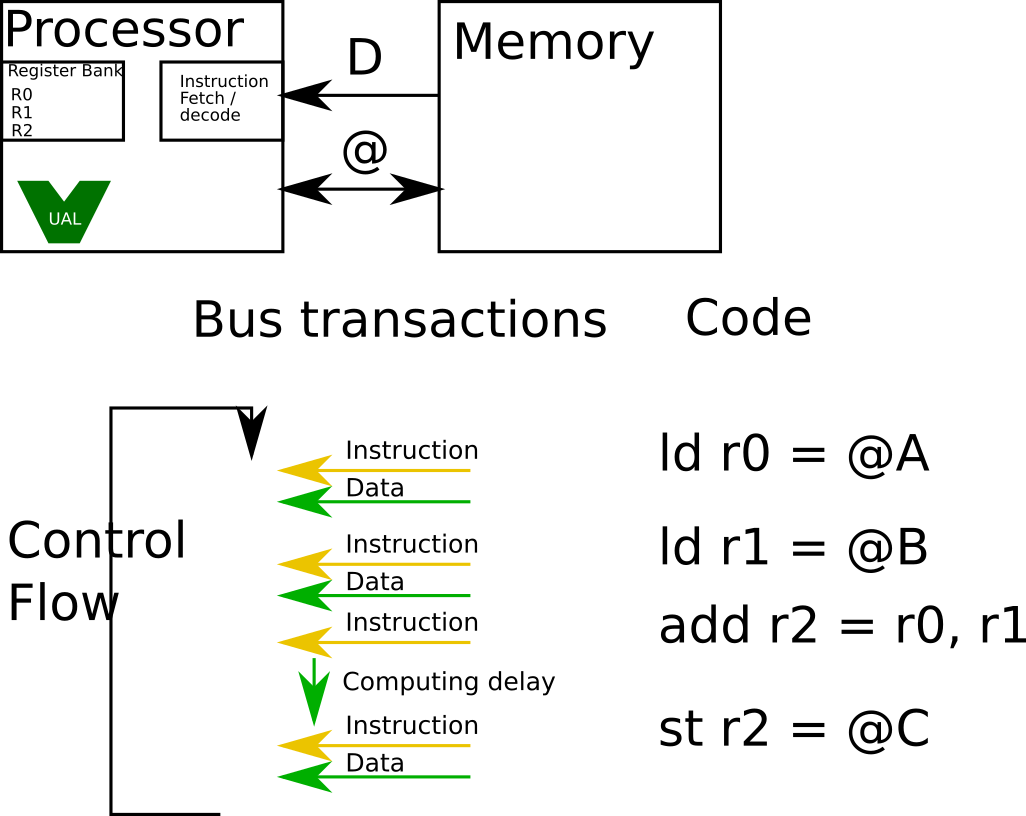 Processor
Register Bank
R0
R1
R2
Instruction
Fetch /
decode
UAL
D
@
Memory
Bus transactions
Code
Control
Flow
Instruction
Data
ld r0 = @A
Instruction
Data
ld r1 = @B
Instruction
add r2 = r0, r1
Computing delay
Instruction
Data
st r2 = @C